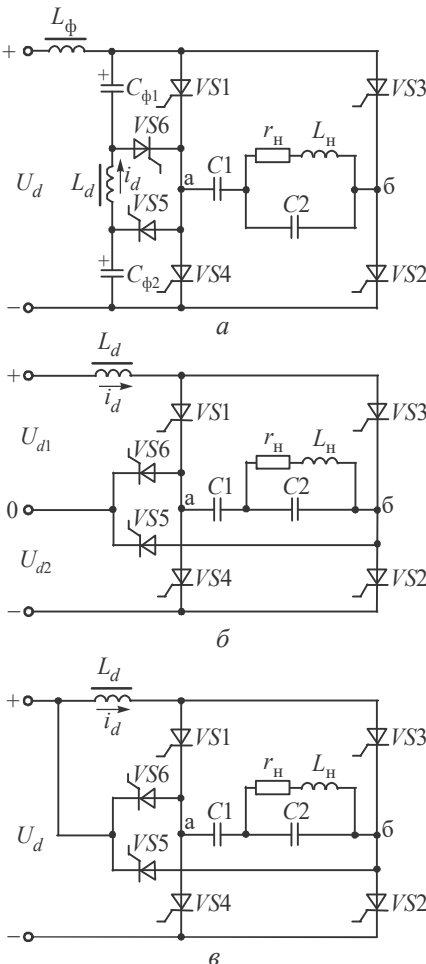 Lф
+
+
Cф1
VS1
VS3
VS6
rн
Lн
Ud
Ld
id
а
C1
б
VS5
C2
+
Cф2
VS4
VS2
−
а
Ld
+
id
VS1
VS3
Ud1
VS6
rн
Lн
C1
C2
0
а
б
VS5
Ud2
VS4
VS2
−
б
Ld
+
id
VS1
VS3
VS6
rн
Lн
C1
C2
Ud
а
б
VS5
VS4
VS2
−
в